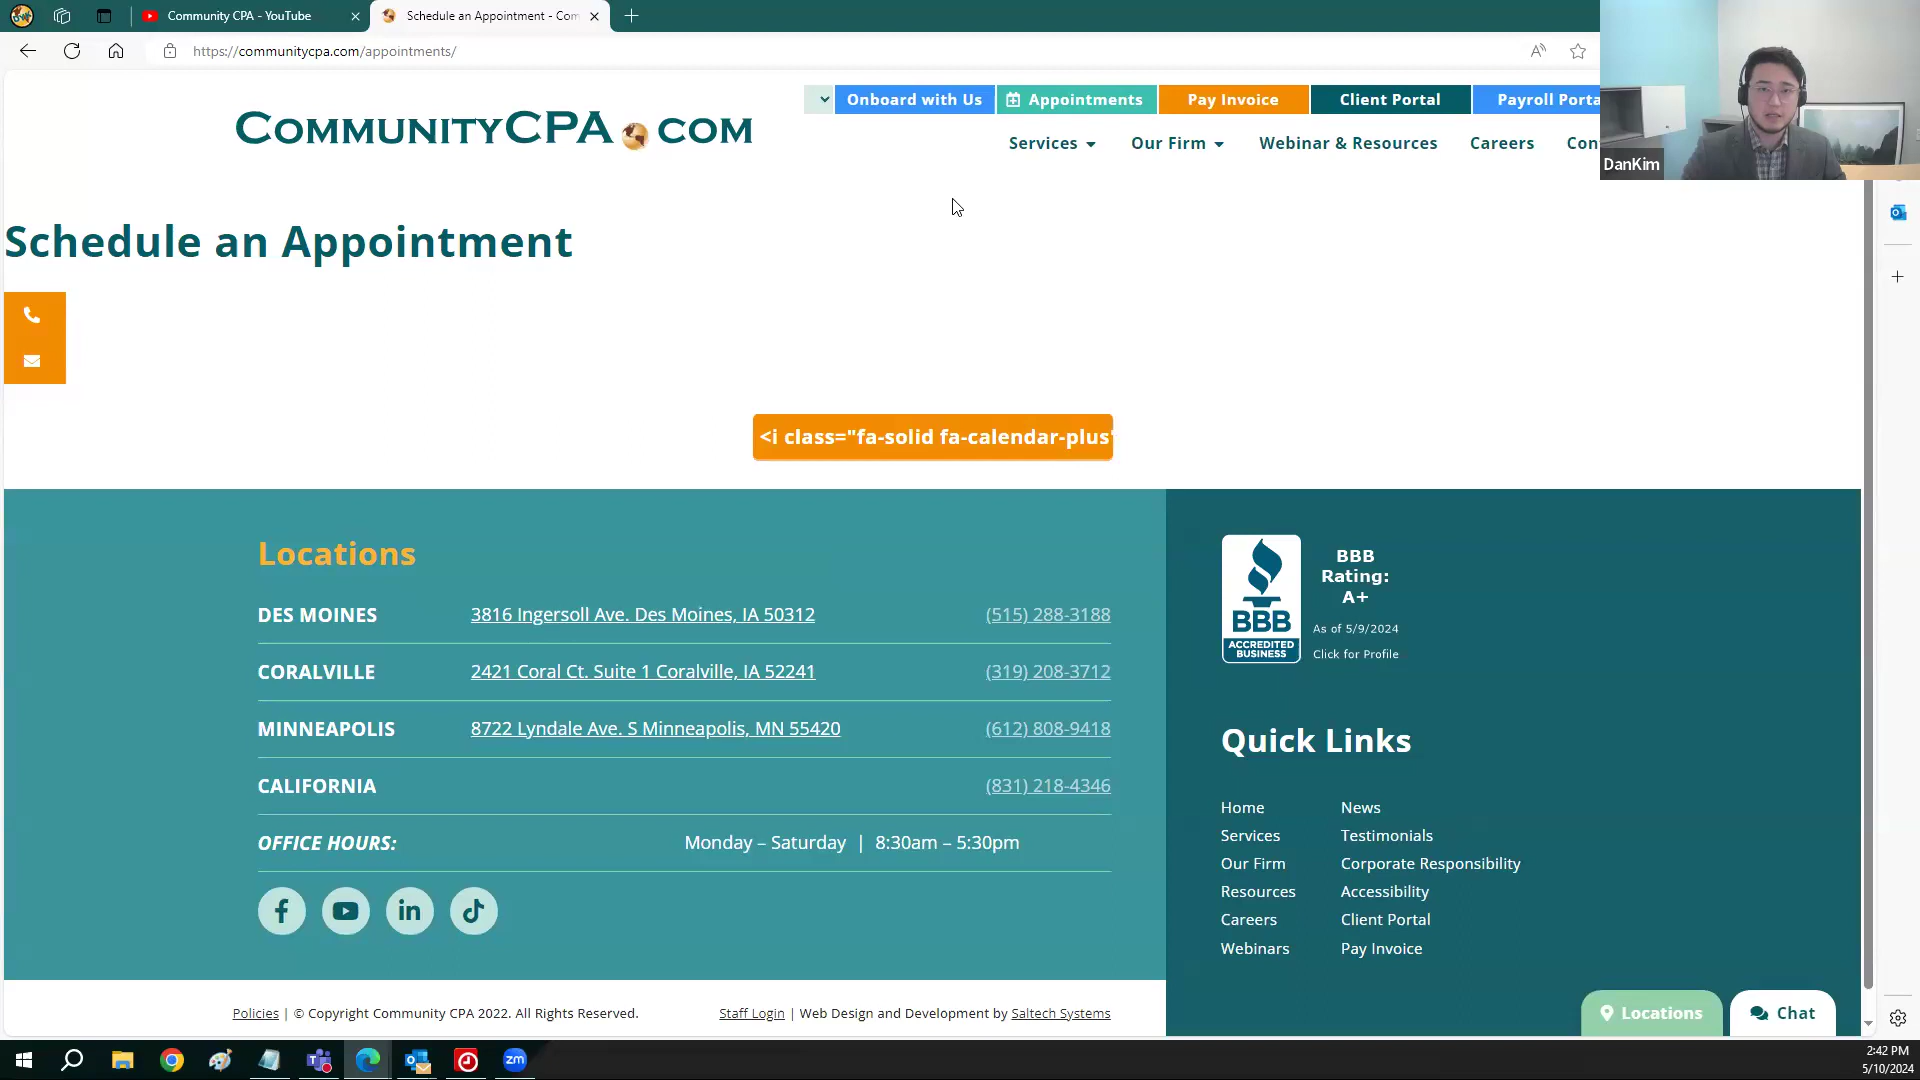 Community CPA - YouTube
Schedule an Appointment - Com
https://communitycpa.com/appointments/
Onboard with Us
Appointments
Pay Invoice
Client Portal
Payroll Porta
COMMUNITYCPA.COM
Services
Our Firm
Webinar & Resources
Careers
Con
DanKim
Schedule an Appointment
<i class="fa-solid fa-calendar-plus"
Locations
DES MOINES
3816 Ingersoll Ave. Des Moines, IA 50312
(515) 288-3188
CORALVILLE
2421 Coral Ct. Suite 1 Coralville, IA 52241
(319) 208-3712
MINNEAPOLIS
8722 Lyndale Ave. S Minneapolis, MN 55420
(612) 808-9418
CALIFORNIA
(831) 218-4346
OFFICE HOURS:
Monday – Saturday | 8:30am – 5:30pm
BBB
ACCREDITED
BUSINESS
BBB
Rating:
A+
As of 5/9/2024
Click for Profile
Quick Links
Home
News
Services
Testimonials
Our Firm
Corporate Responsibility
Resources
Accessibility
Careers
Client Portal
Webinars
Pay Invoice
Policies | © Copyright Community CPA 2022. All Rights Reserved.
Staff Login | Web Design and Development by Saltech Systems
Locations
Chat
zm
2:42 PM
5/10/2024